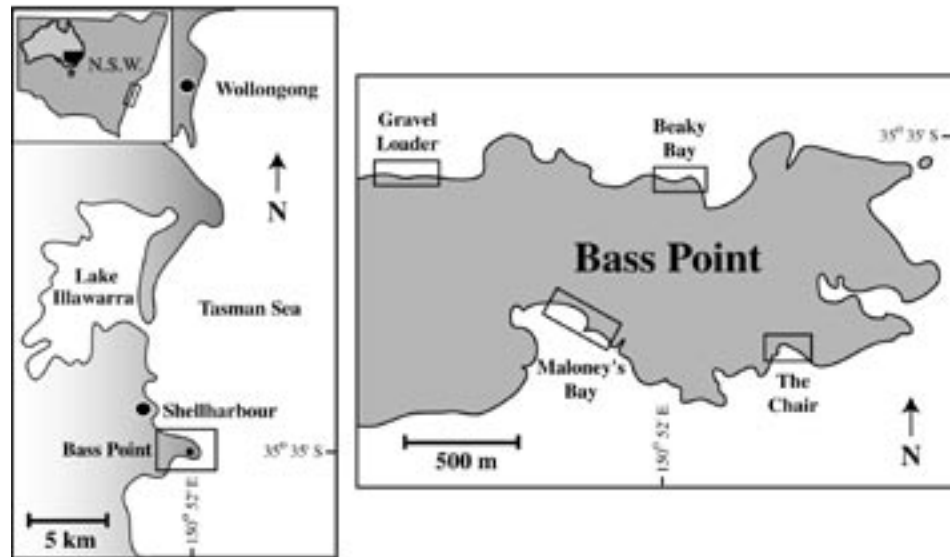 N.S.W.
Wollongong
N
Lake
Illawarra
Tasman Sea
Shellharbour
Bass Point
35° 35' S
150° 52' E
5 km
Gravel
Loader
Beaky
Bay
35° 35' S
Bass Point
Maloney's
Bay
The
Chair
150° 52' E
500 m
N